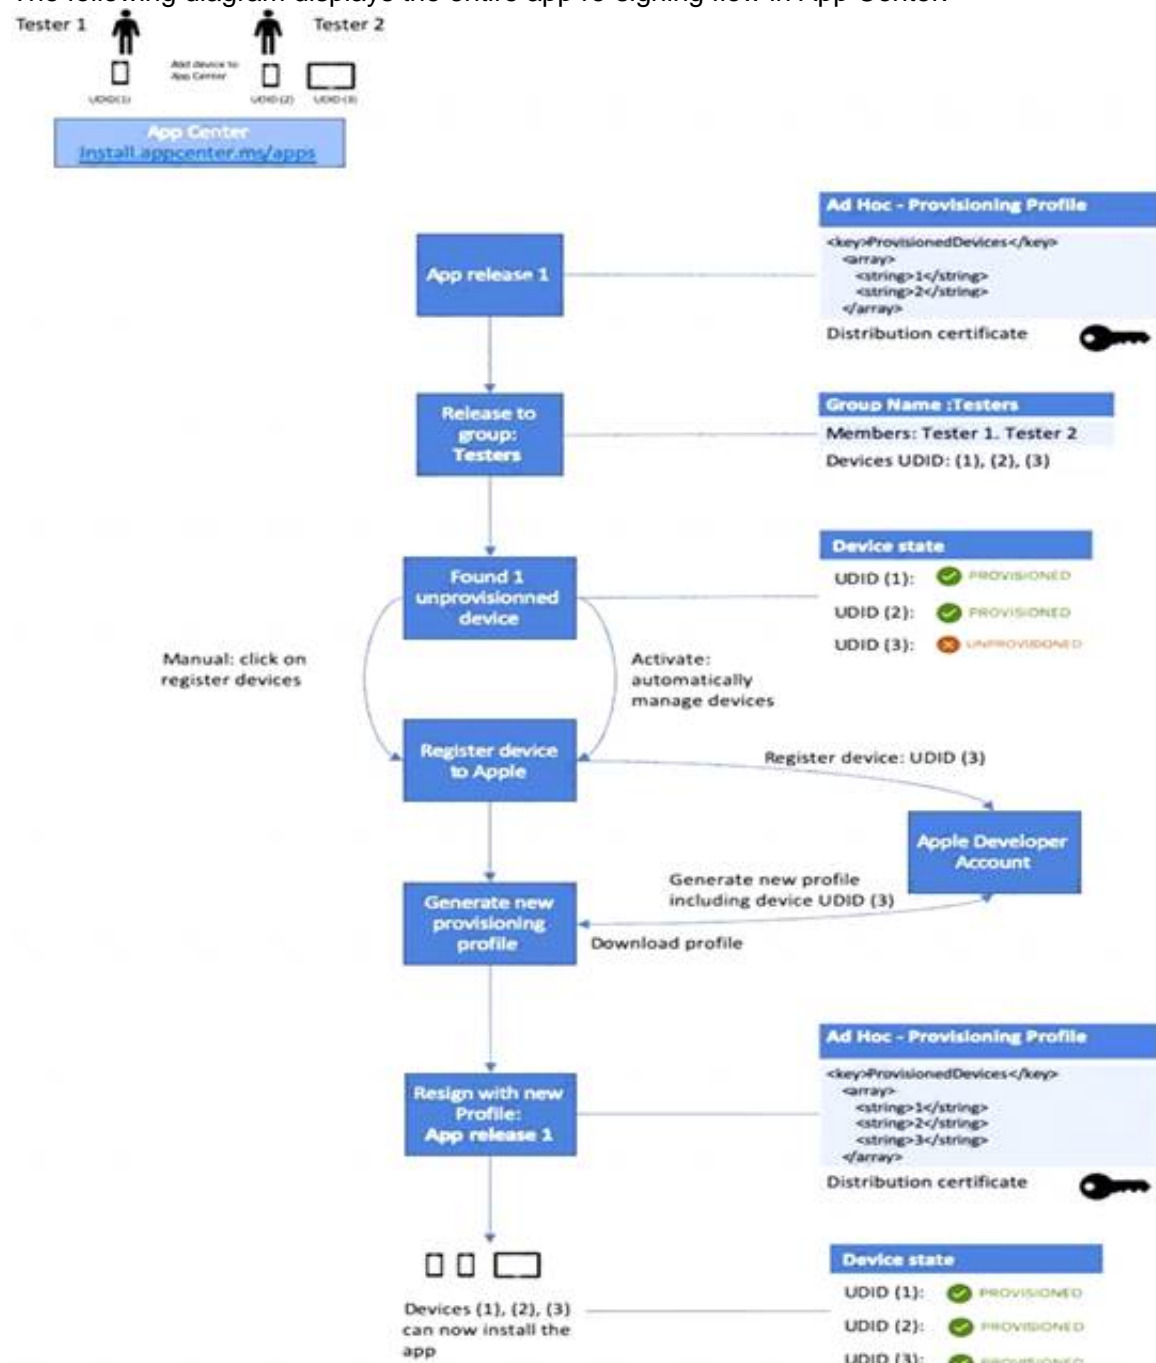 The following diagram displays the entire app re-signing flow in App Center.
Tester 1
Tester 2
Add device to
App Center
UDID(1)
UDID (2)
UDID (3)
App Center
Install.appcenter.ms/apps
Ad Hoc - Provisioning Profile
App release 1
<key>ProvisionedDevices</key>
<array>
<string>1</string>
<string>2</string>
</array>
Distribution certificate
Release to
group:
Testers
Group Name :Testers
Members: Tester 1. Tester 2
Devices UDID: (1), (2), (3)
Found 1
unprovisionned
device
Device state
UDID (1): PROVISIONED
UDID (2): PROVISIONED
UDID (3): UNPROVISIONED
Manual: click on
register devices
Activate:
automatically
manage devices
Register device
to Apple
Register device: UDID (3)
Apple Developer
Account
Generate new profile
including device UDID (3)
Generate new
provisioning
profile
Download profile
Ad Hoc - Provisioning Profile
Resign with new
Profile:
App release 1
<key>ProvisionedDevices</key>
<array>
<string>1</string>
<string>2</string>
<string>3</string>
</array>
Distribution certificate
Devices (1), (2), (3)
can now install the
app
Device state
UDID (1): PROVISIONED
UDID (2): PROVISIONED
UDID (3): PROVISIONED